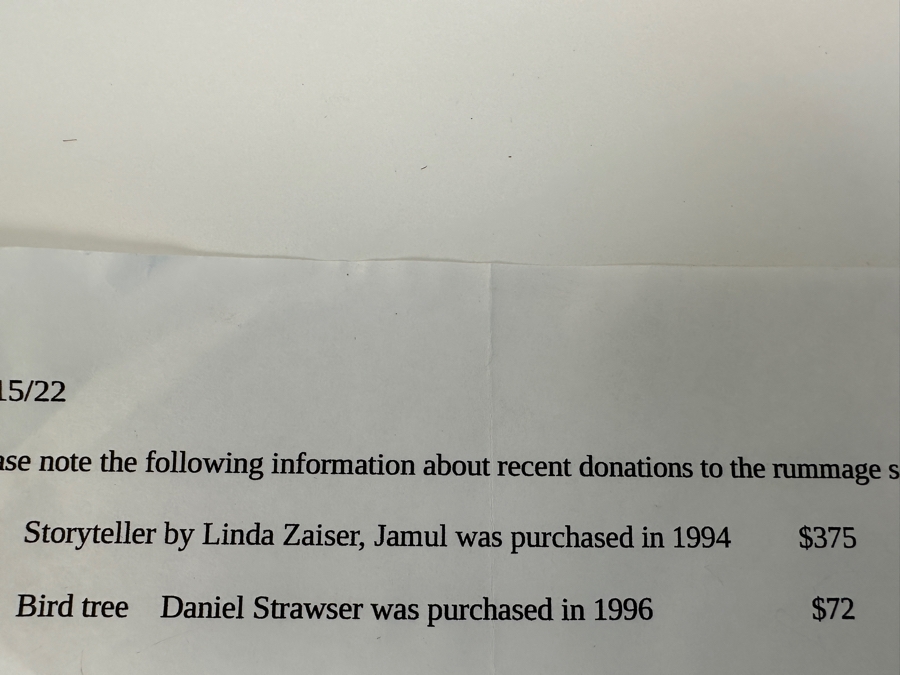 15/22
note the following information about recent donations to the rummage
Storyteller by Linda Zaiser, Jamul was purchased in 1994 $375
Bird tree Daniel Strawser was purchased in 1996 $72